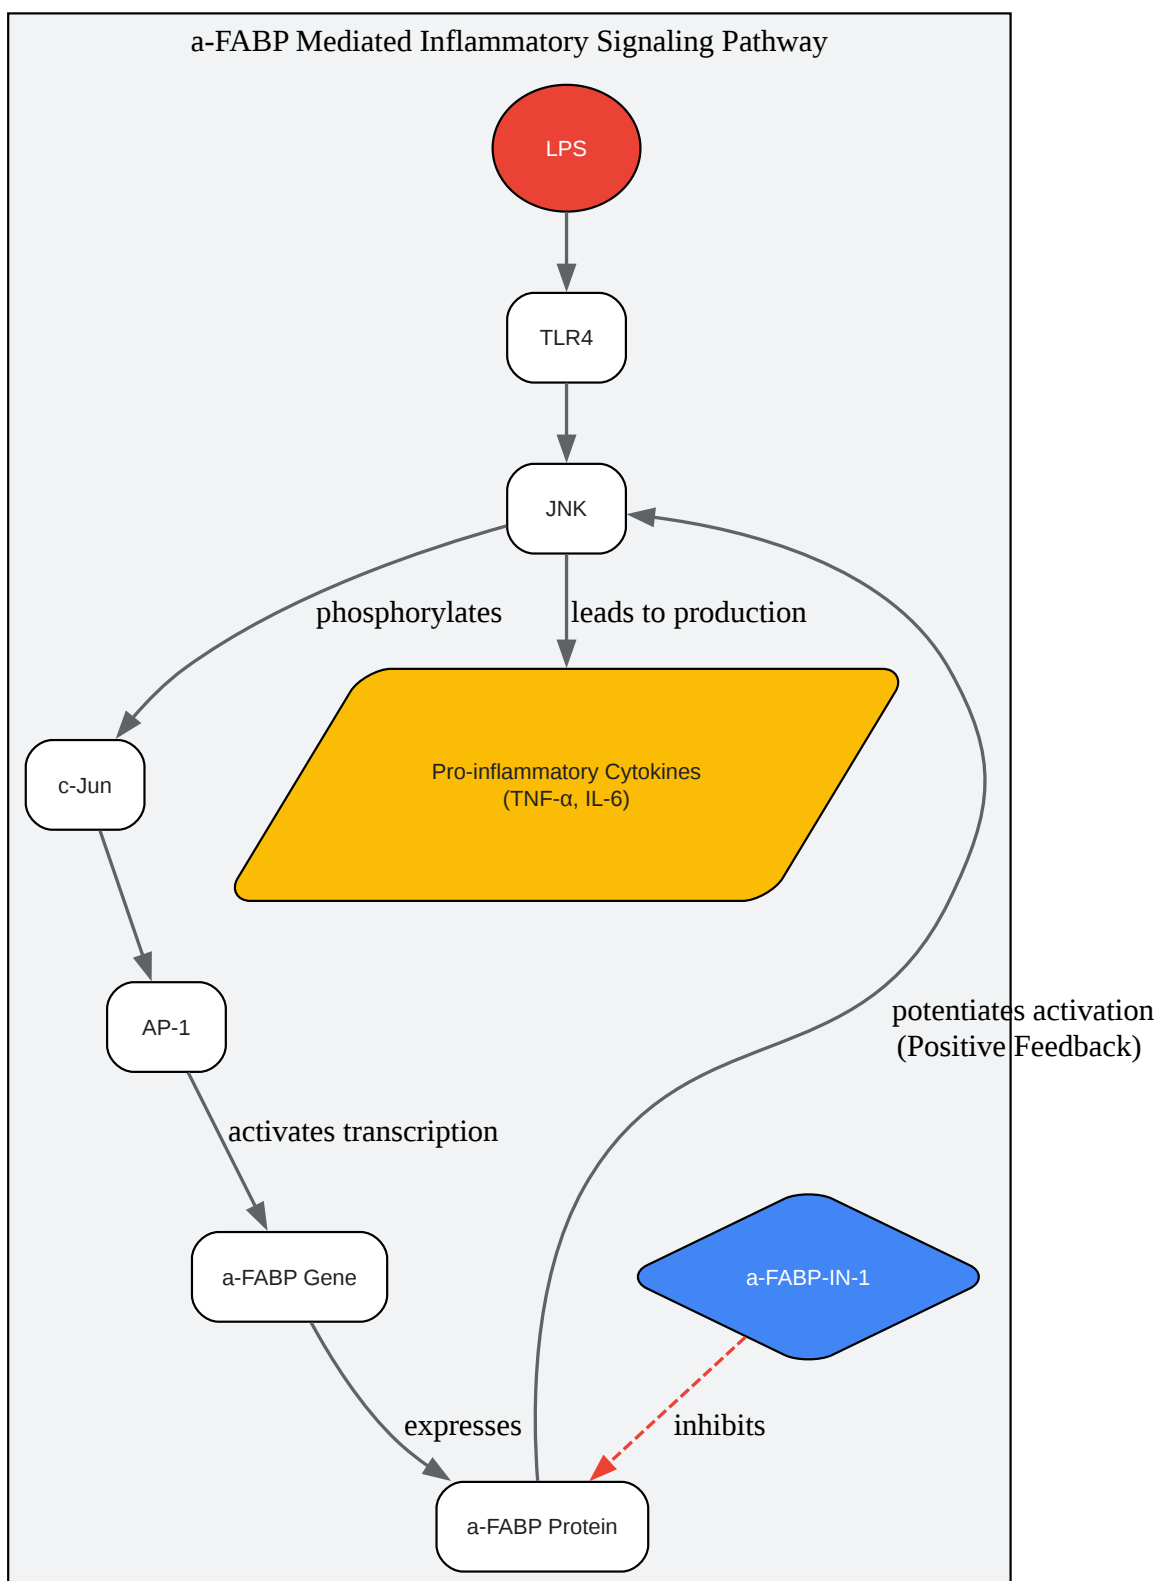 a-FABP Mediated Inflammatory Signaling Pathway
LPS
TLR4
JNK
phosphorylates
leads to production
Pro-inflammatory Cytokines
(TNF-α, IL-6)
c-Jun
AP-1
potentiates activation
(Positive Feedback)
activates transcription
a-FABP Gene
a-FABP-IN-1
expresses
inhibits
a-FABP Protein